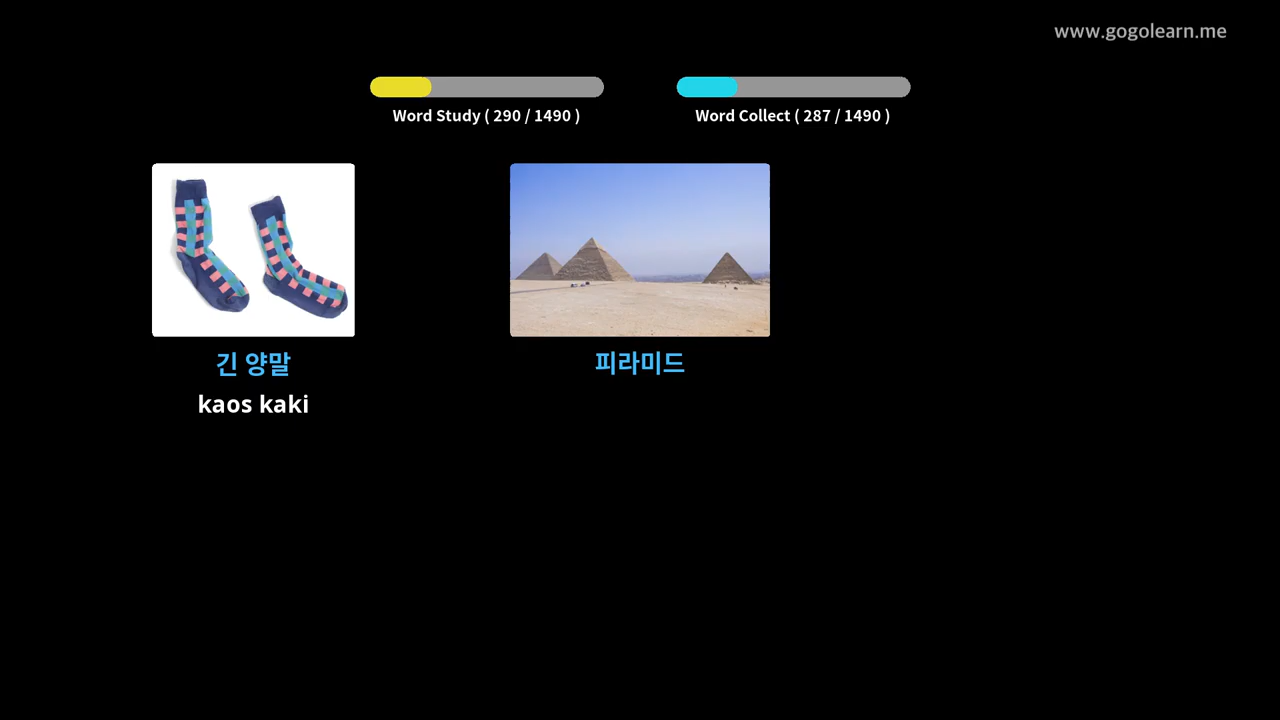 www.gogolearn.me
Word Study ( 290 / 1490 )
Word Collect ( 287 / 1490 )
긴 양말
kaos kaki
피라미드